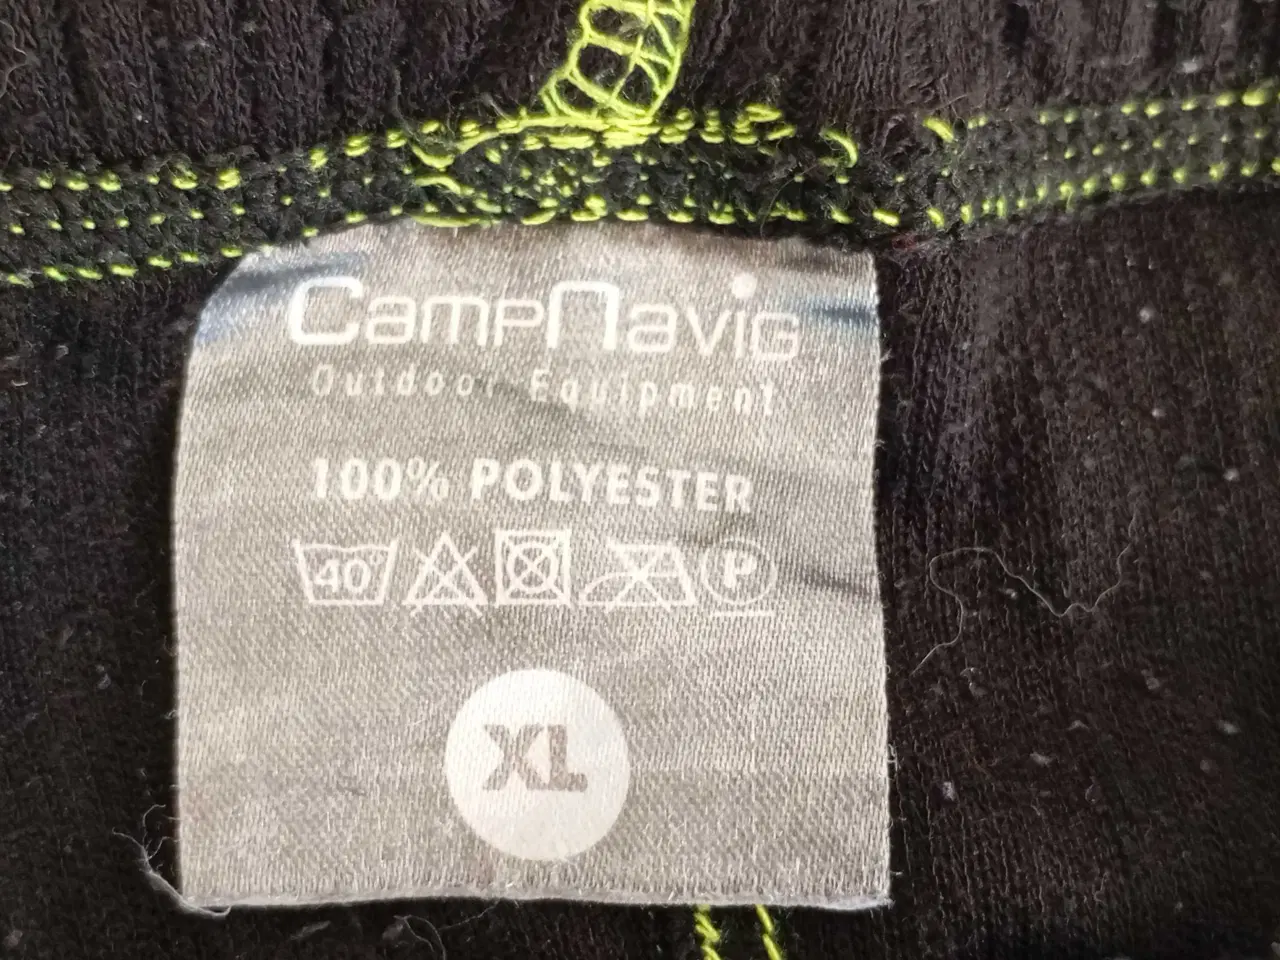 CampNavig
Outdoor Equipment
100% POLYESTER
40° P
XL